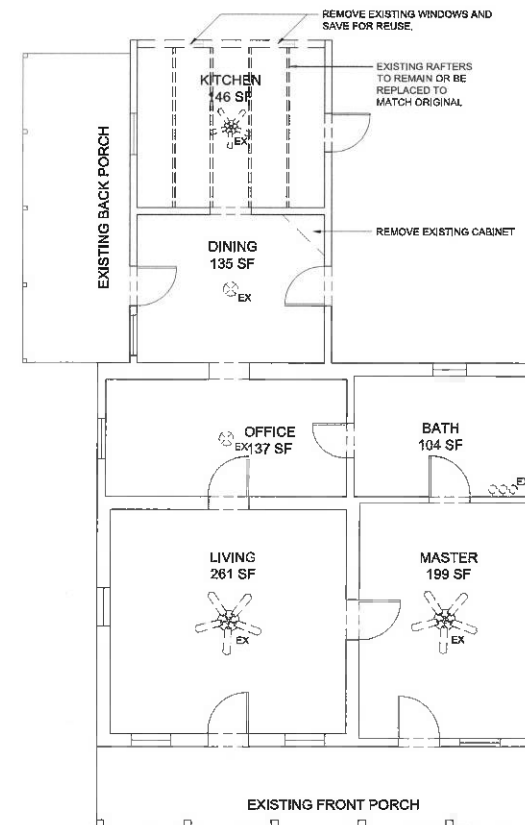 REMOVE EXISTING WINDOWS AND
SAVE FOR REUSE.
EXISTING RAFTERS
TO REMAIN OR BE
REPLACED TO
MATCH ORIGINAL
KITCHEN
146 SF
EX
EXISTING BACK PORCH
REMOVE EXISTING CABINET
DINING
135 SF
EX
OFFICE
137 SF
EX
BATH
104 SF
LIVING
261 SF
EX
MASTER
199 SF
EX
EXISTING FRONT PORCH